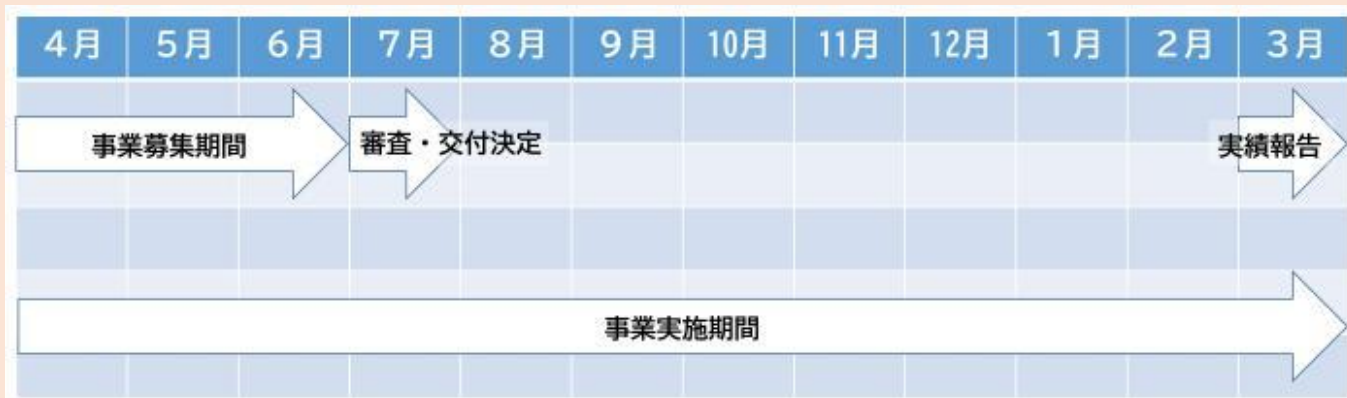 ４月 ５月 ６月 ７月 ８月 ９月 10月 11月 12月 １月 ２月 ３月
事業募集期間 審査・交付決定 実績報告
事業実施期間